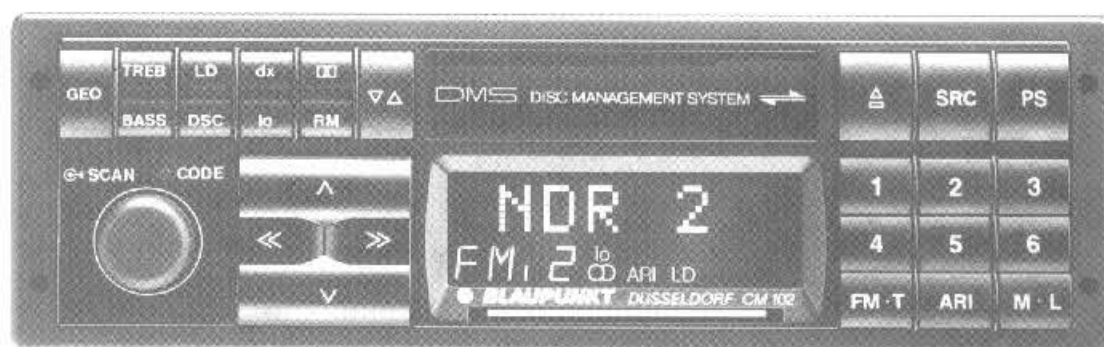 GEO TREB LD dx
BASS DSC lo RM
DMS DISC MANAGEMENT SYSTEM
SRC PS
SCAN CODE
1 2 3
4 5 6
FM·T ARI M·L
NDR 2
FM 2 lo ARI LD
BLAUPUNKT DÜSSELDORF CM 102